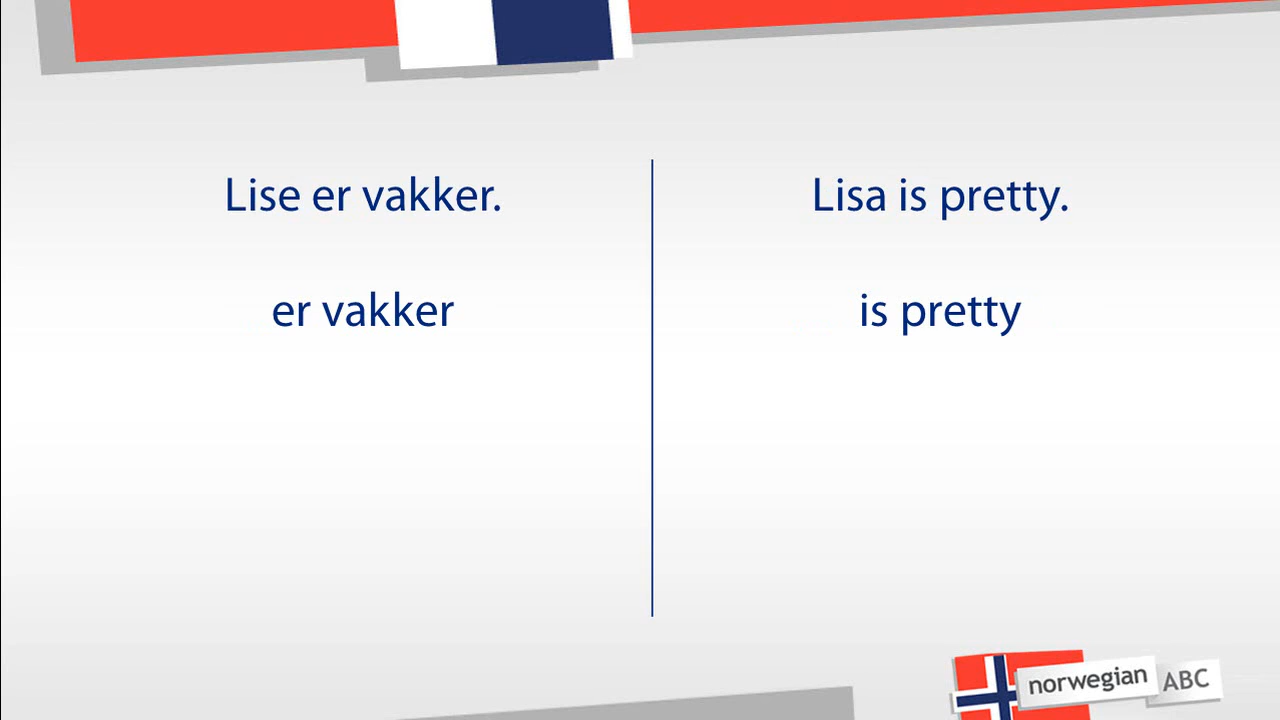 Lise er vakker.
Lisa is pretty.
er vakker
is pretty
norwegian ABC